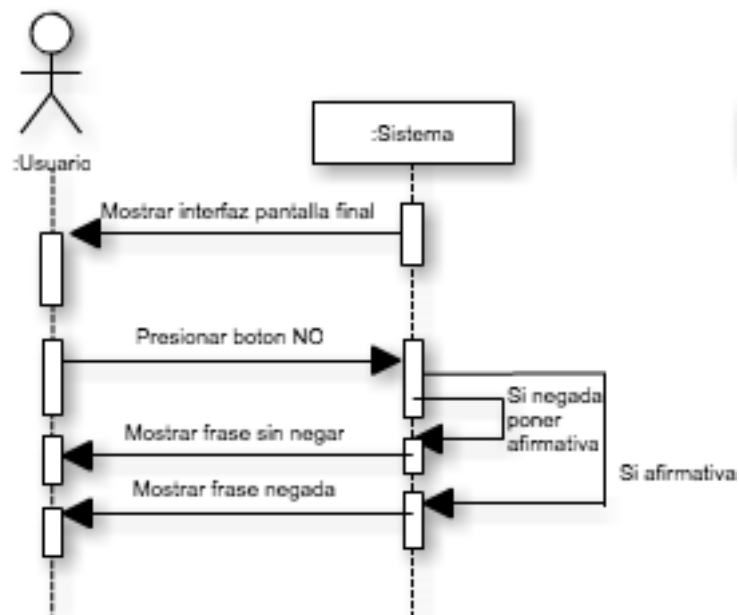 :Usuario
:Sistema
Mostrar interfaz pantalla final
Presionar boton NO
Si negada
poner
afirmativa
Mostrar frase sin negar
Si afirmativa
Mostrar frase negada